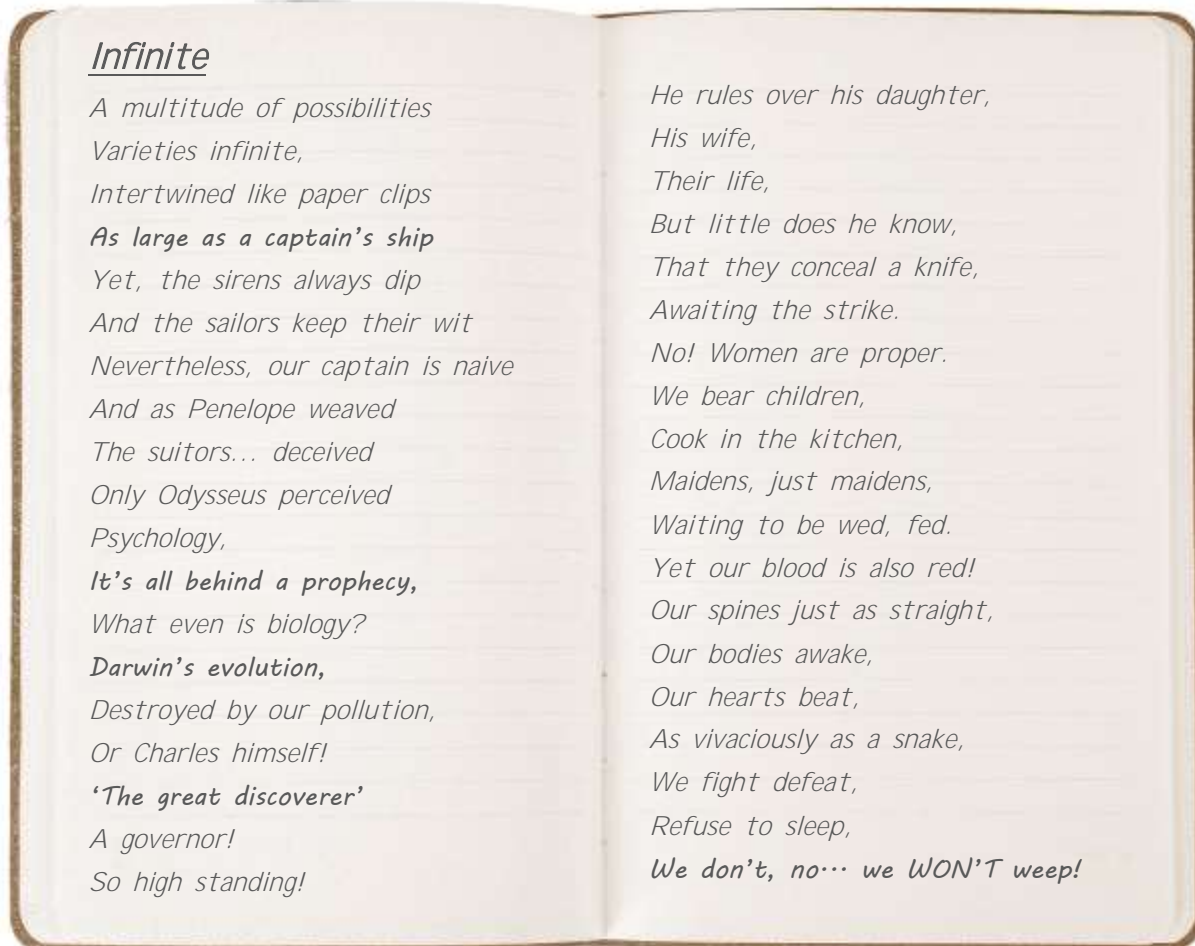 Infinite
A multitude of possibilities
Varieties infinite,
Intertwined like paper clips
As large as a captain’s ship
Yet, the sirens always dip
And the sailors keep their wit
Nevertheless, our captain is naive
And as Penelope weaved
The suitors... deceived
Only Odysseus perceived
Psychology,
It’s all behind a prophecy,
What even is biology?
Darwin’s evolution,
Destroyed by our pollution,
Or Charles himself!
‘The great discoverer’
A governor!
So high standing!
He rules over his daughter,
His wife,
Their life,
But little does he know,
That they conceal a knife,
Awaiting the strike.
No! Women are proper.
We bear children,
Cook in the kitchen,
Maidens, just maidens,
Waiting to be wed, fed.
Yet our blood is also red!
Our spines just as straight,
Our bodies awake,
Our hearts beat,
As vivaciously as a snake,
We fight defeat,
Refuse to sleep,
We don’t, no... we WON’T weep!